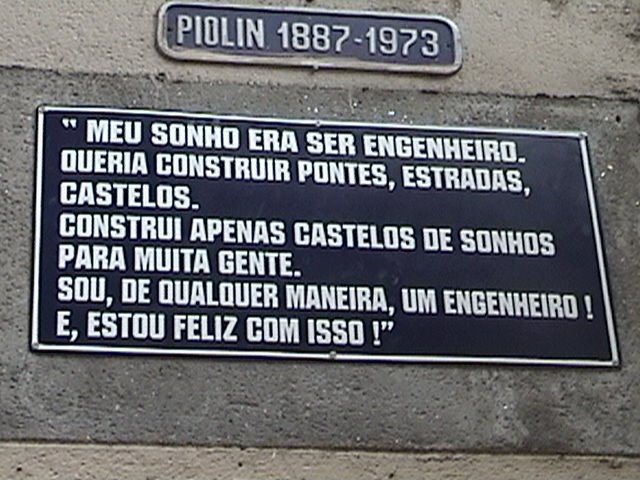 PIOLIN 1887-1973
“ MEU SONHO ERA SER ENGENHEIRO.
QUERIA CONSTRUIR PONTES, ESTRADAS,
CASTELOS.
CONSTRUI APENAS CASTELOS DE SONHOS
PARA MUITA GENTE.
SOU, DE QUALQUER MANEIRA, UM ENGENHEIRO !
E, ESTOU FELIZ COM ISSO !”